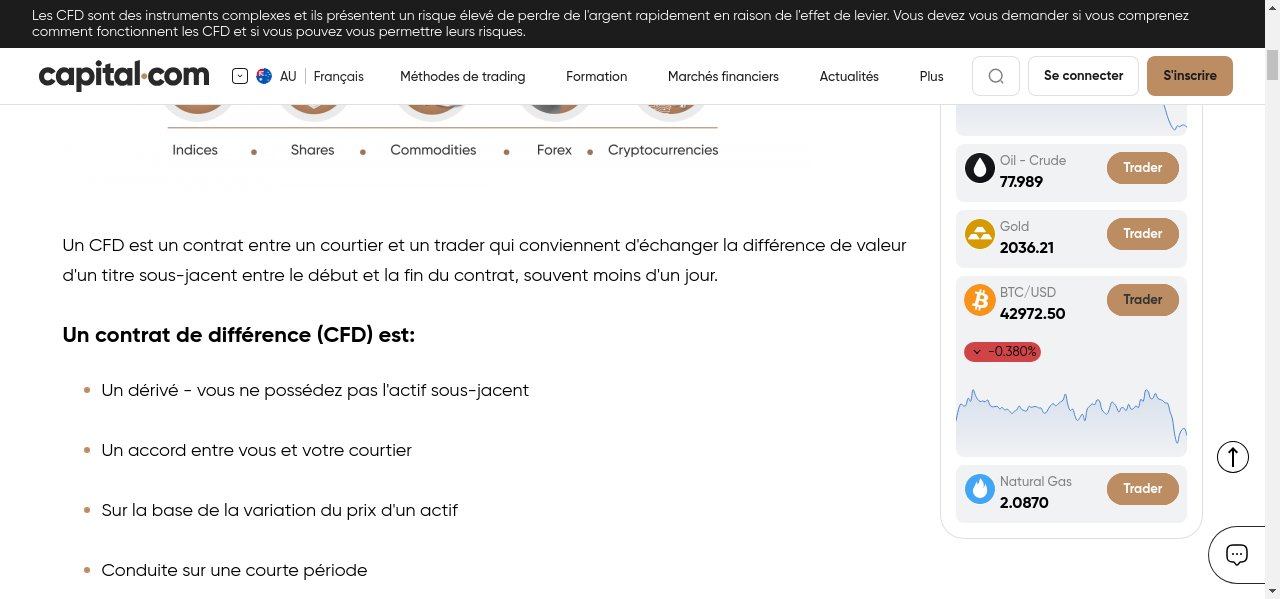 Les CFD sont des instruments complexes et ils présentent un risque élevé de perdre de l'argent rapidement en raison de l'effet de levier. Vous devez vous demander si vous comprenez
comment fonctionnent les CFD et si vous pouvez vous permettre leurs risques.
capital.com
AU
Français
Méthodes de trading
Formation
Marchés financiers
Actualités
Plus
Se connecter
S'inscrire
Indices
Shares
Commodities
Forex
Cryptocurrencies
Un CFD est un contrat entre un courtier et un trader qui conviennent d'échanger la différence de valeur
d'un titre sous-jacent entre le début et la fin du contrat, souvent moins d'un jour.
Un contrat de différence (CFD) est:
Un dérivé - vous ne possédez pas l'actif sous-jacent
Un accord entre vous et votre courtier
Sur la base de la variation du prix d'un actif
Conduite sur une courte période
Oil - Crude
77.989
Trader
Gold
2036.21
Trader
BTC/USD
42972.50
Trader
-0.380%
Natural Gas
2.0870
Trader